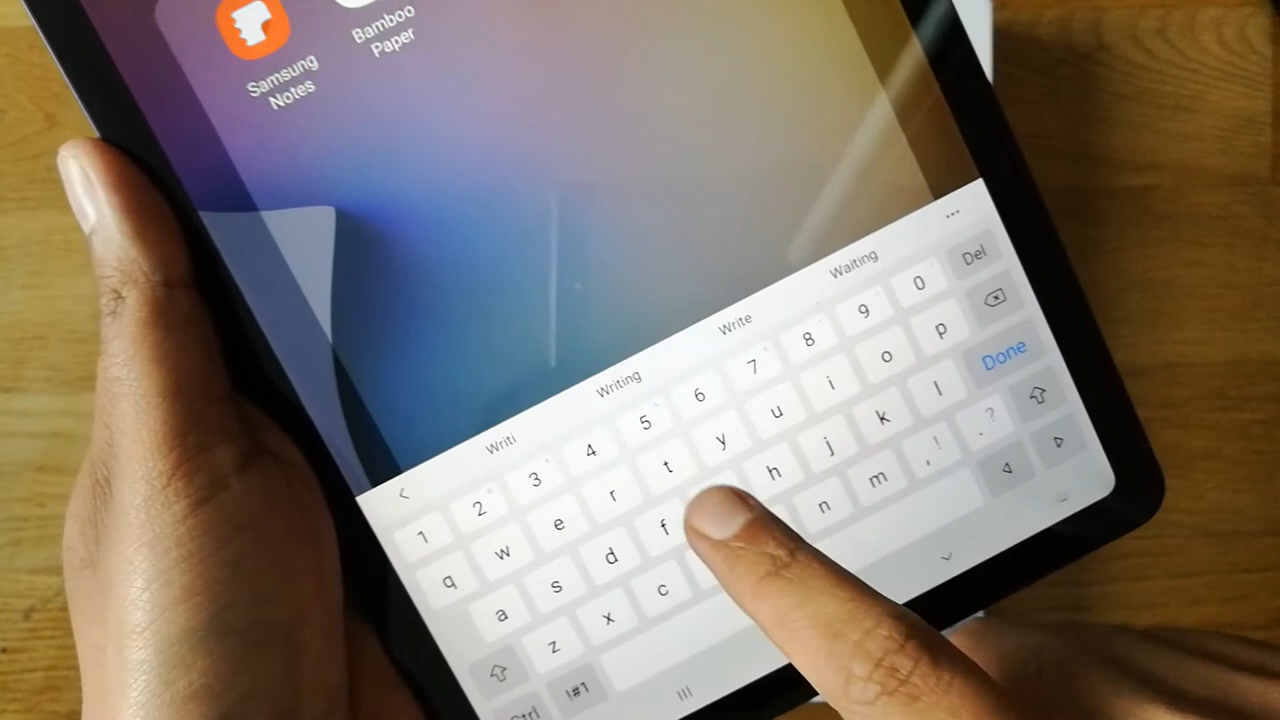 Samsung
Notes
Bamboo
Paper
Writi Writing Write Waiting ...
1 2 3 4 5 6 7 8 9 0 Del
q w e r t y u i o p
a s d f h j k l Done
z x c n m , ! . ?
Ctrl !#1